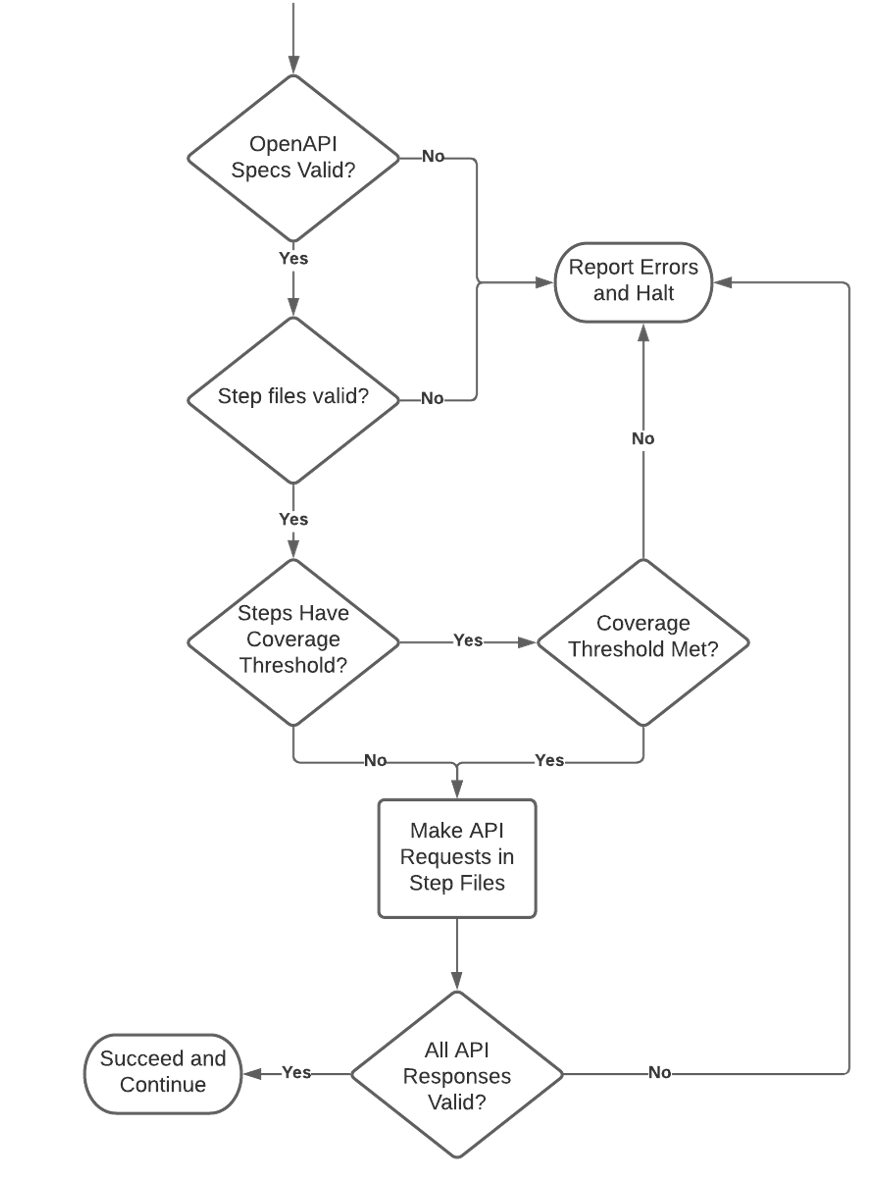 OpenAPI
Specs Valid?
No
Yes
Report Errors
and Halt
Step files valid?
No
No
Yes
Steps Have
Coverage
Threshold?
Yes
Coverage
Threshold Met?
No
Yes
Make API
Requests in
Step Files
All API
Responses
Valid?
Succeed and
Continue
Yes
No